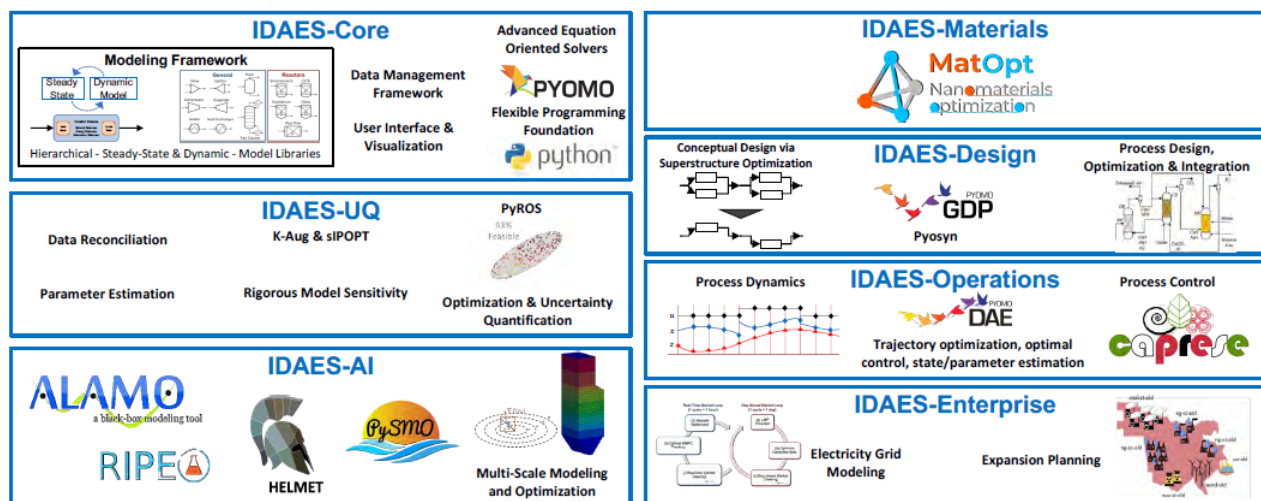 IDAES-Core
Modeling Framework
Steady
State
Dynamic
Model
General
Reactors
Hierarchical - Steady-State & Dynamic - Model Libraries
Data Management
Framework
User Interface &
Visualization
Advanced Equation
Oriented Solvers
PYOMO
Flexible Programming
Foundation
python
IDAES-UQ
Data Reconciliation
Parameter Estimation
K-Aug & sIPOPT
Rigorous Model Sensitivity
PyROS
93%
Feasible
Optimization & Uncertainty
Quantification
IDAES-AI
ALAMO
a black-box modeling tool
RIPE
HELMET
PySMO
Multi-Scale Modeling
and Optimization
IDAES-Materials
MatOpt
Nanomaterials
optimization
IDAES-Design
Conceptual Design via
Superstructure Optimization
PYOMO
GDP
Pyosyn
Process Design,
Optimization & Integration
IDAES-Operations
Process Dynamics
u
z
z
PYOMO
DAE
Trajectory optimization, optimal
control, state/parameter estimation
Process Control
caprese
IDAES-Enterprise
Electricity Grid
Modeling
Expansion Planning